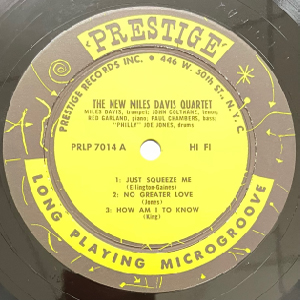 PRESTIGE
PRESTIGE RECORDS INC. • 446 W. 50th ST., N.Y.C.
THE NEW MILES DAVIS QUARTET
MILES DAVIS, trumpet; JOHN COLTRANE, tenor
RED GARLAND, piano; PAUL CHAMBERS, bass;
"PHILLY" JOE JONES, drums
PRLP 7014 A HI FI
1: JUST SQUEEZE ME
(Ellington-Gaines)
2: NO GREATER LOVE
(Jones)
3: HOW AM I TO KNOW
(King)
LONG PLAYING MICROGROOVE